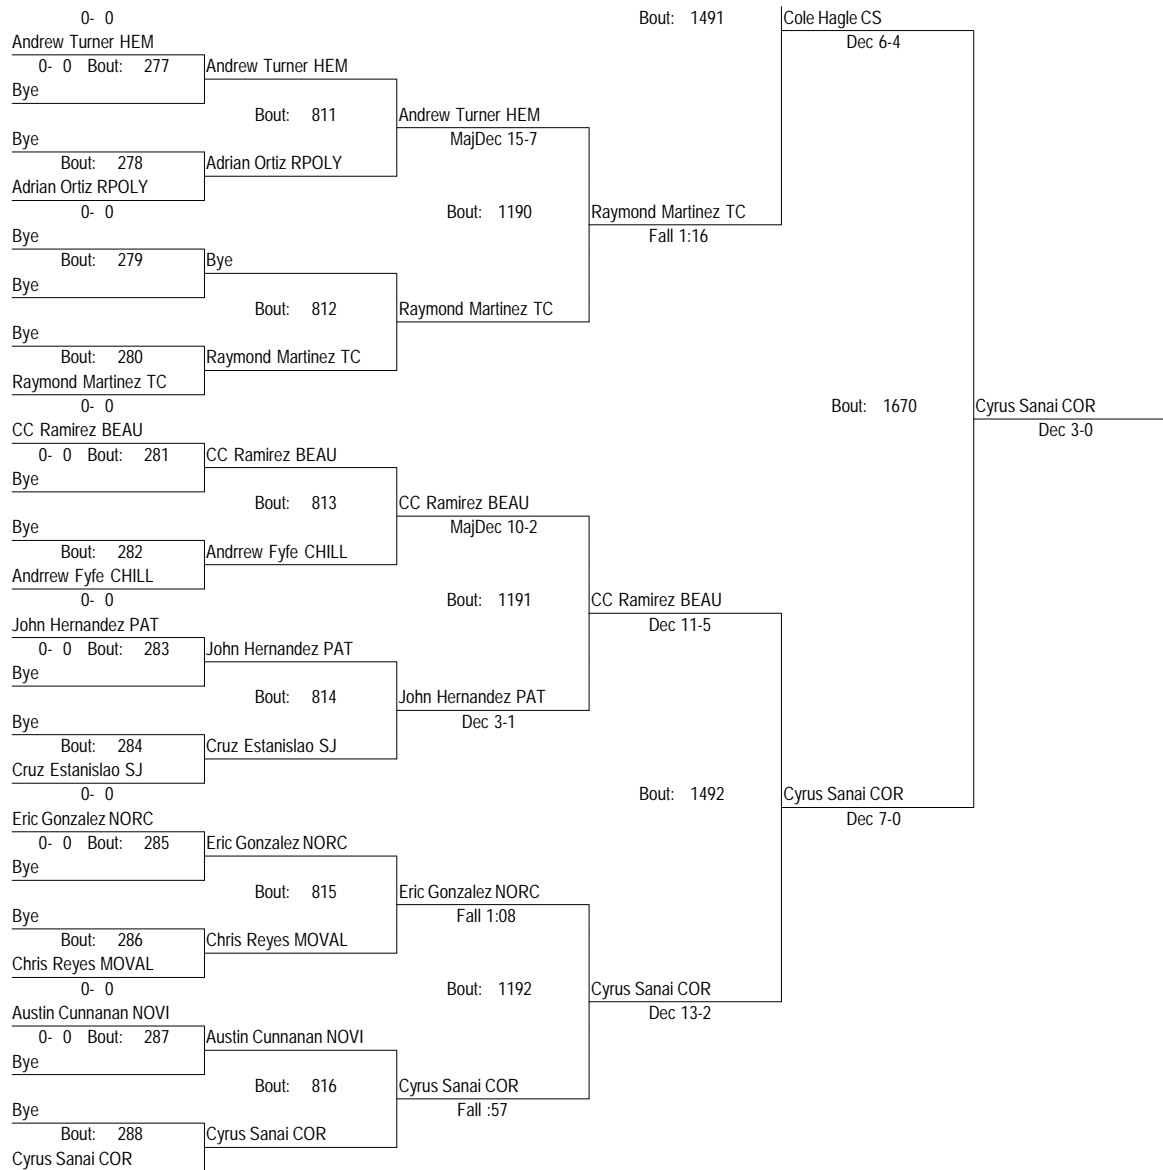 0- 0 Bout: 1491 Cole Hagle CS
Andrew Turner HEM Dec 6-4
0- 0 Bout: 277 Andrew Turner HEM
Bye
Bout: 811 Andrew Turner HEM
Bye MajDec 15-7
Bout: 278 Adrian Ortiz RPOLY
Adrian Ortiz RPOLY
0- 0 Bout: 1190 Raymond Martinez TC
Bye Fall 1:16
Bout: 279 Bye
Bye
Bout: 812 Raymond Martinez TC
Bye
Bout: 280 Raymond Martinez TC
Raymond Martinez TC
0- 0 Bout: 1670 Cyrus Sanai COR
CC Ramirez BEAU Dec 3-0
0- 0 Bout: 281 CC Ramirez BEAU
Bye
Bout: 813 CC Ramirez BEAU
Bye MajDec 10-2
Bout: 282 Andrrew Fyfe CHILL
Andrrew Fyfe CHILL
0- 0 Bout: 1191 CC Ramirez BEAU
John Hernandez PAT Dec 11-5
0- 0 Bout: 283 John Hernandez PAT
Bye
Bout: 814 John Hernandez PAT
Bye Dec 3-1
Bout: 284 Cruz Estanislao SJ
Cruz Estanislao SJ
0- 0 Bout: 1492 Cyrus Sanai COR
Eric Gonzalez NORC Dec 7-0
0- 0 Bout: 285 Eric Gonzalez NORC
Bye
Bout: 815 Eric Gonzalez NORC
Bye Fall 1:08
Bout: 286 Chris Reyes MOVAL
Chris Reyes MOVAL
0- 0 Bout: 1192 Cyrus Sanai COR
Austin Cunnanan NOVI Dec 13-2
0- 0 Bout: 287 Austin Cunnanan NOVI
Bye
Bout: 816 Cyrus Sanai COR
Bye Fall :57
Bout: 288 Cyrus Sanai COR
Cyrus Sanai COR